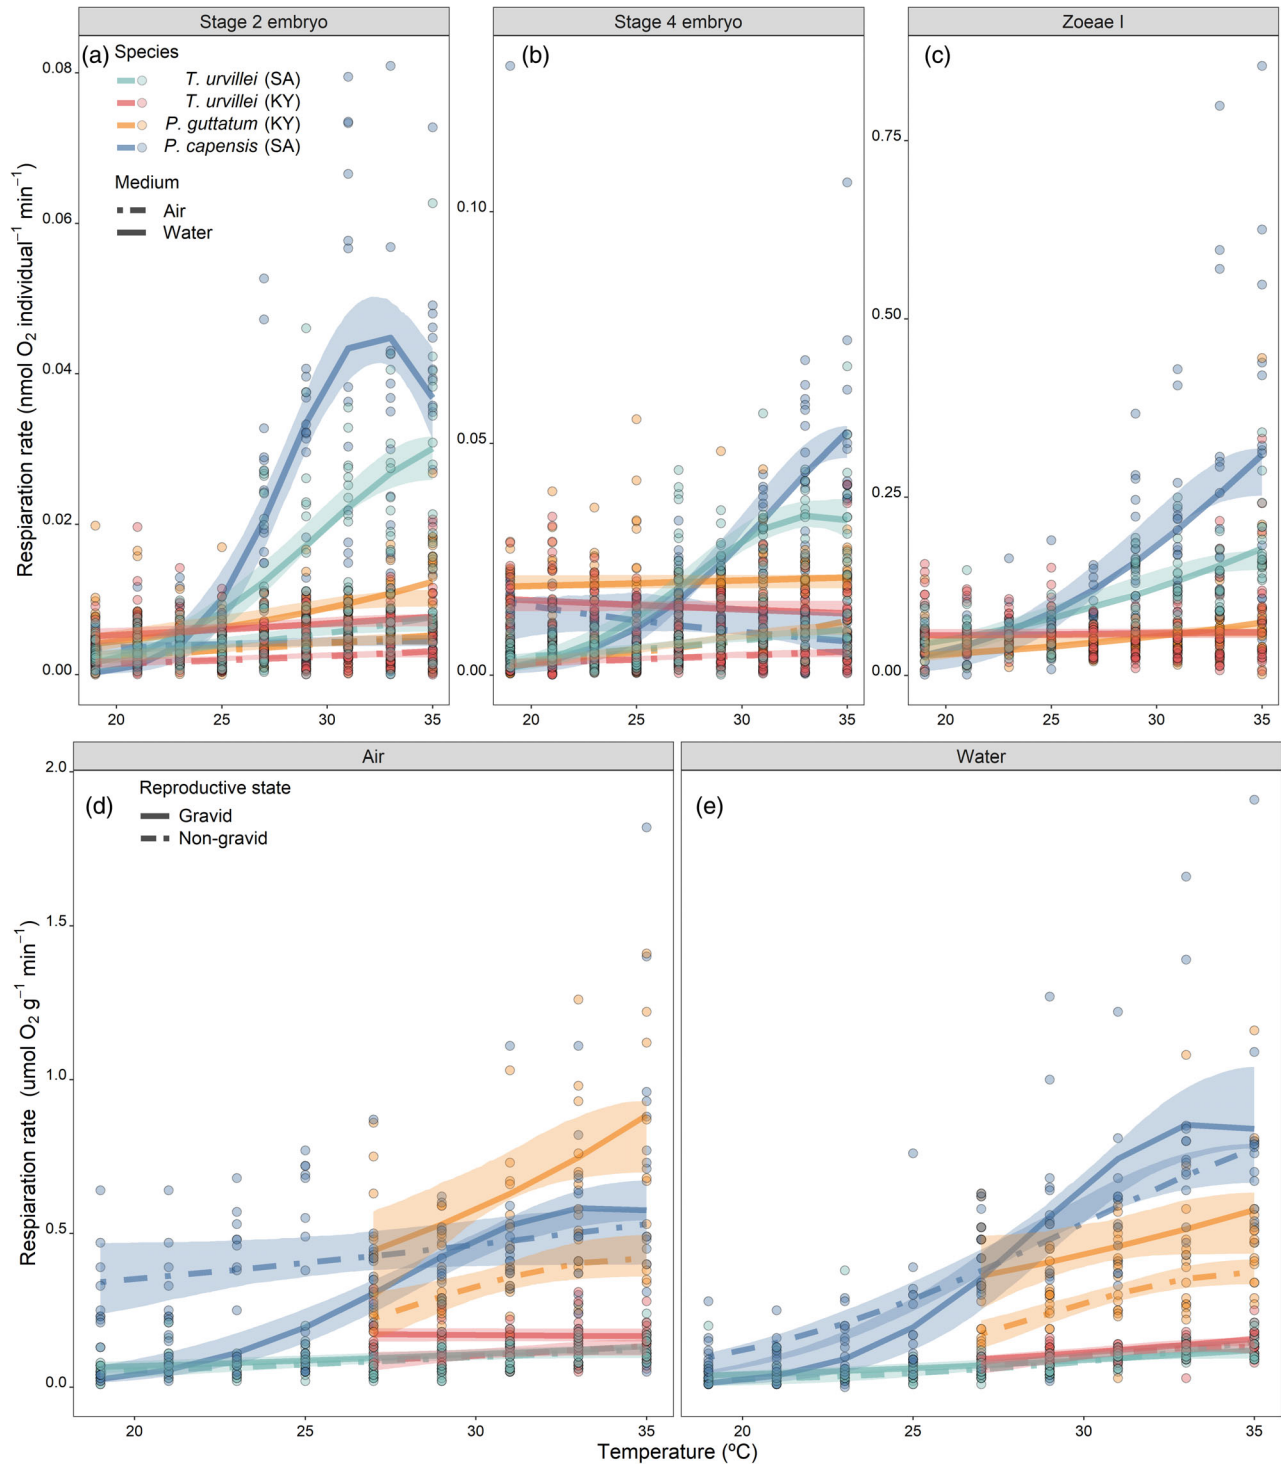 Stage 2 embryo
Stage 4 embryo
Zoeae I
(a)
Species
T. urvillei (SA)
T. urvillei (KY)
P. guttatum (KY)
P. capensis (SA)
Medium
Air
Water
(b)
(c)
Respiaration rate (nmol O₂ individual⁻¹ min⁻¹)
0.08
0.06
0.04
0.02
0.00
0.10
0.05
0.00
0.75
0.50
0.25
0.00
20 25 30 35
20 25 30 35
20 25 30 35
Air
Water
(d)
Reproductive state
Gravid
Non-gravid
(e)
Respiaration rate (umol O₂ g⁻¹ min⁻¹)
2.0
1.5
1.0
0.5
0.0
20 25 30 35
20 25 30 35
Temperature (ºC)